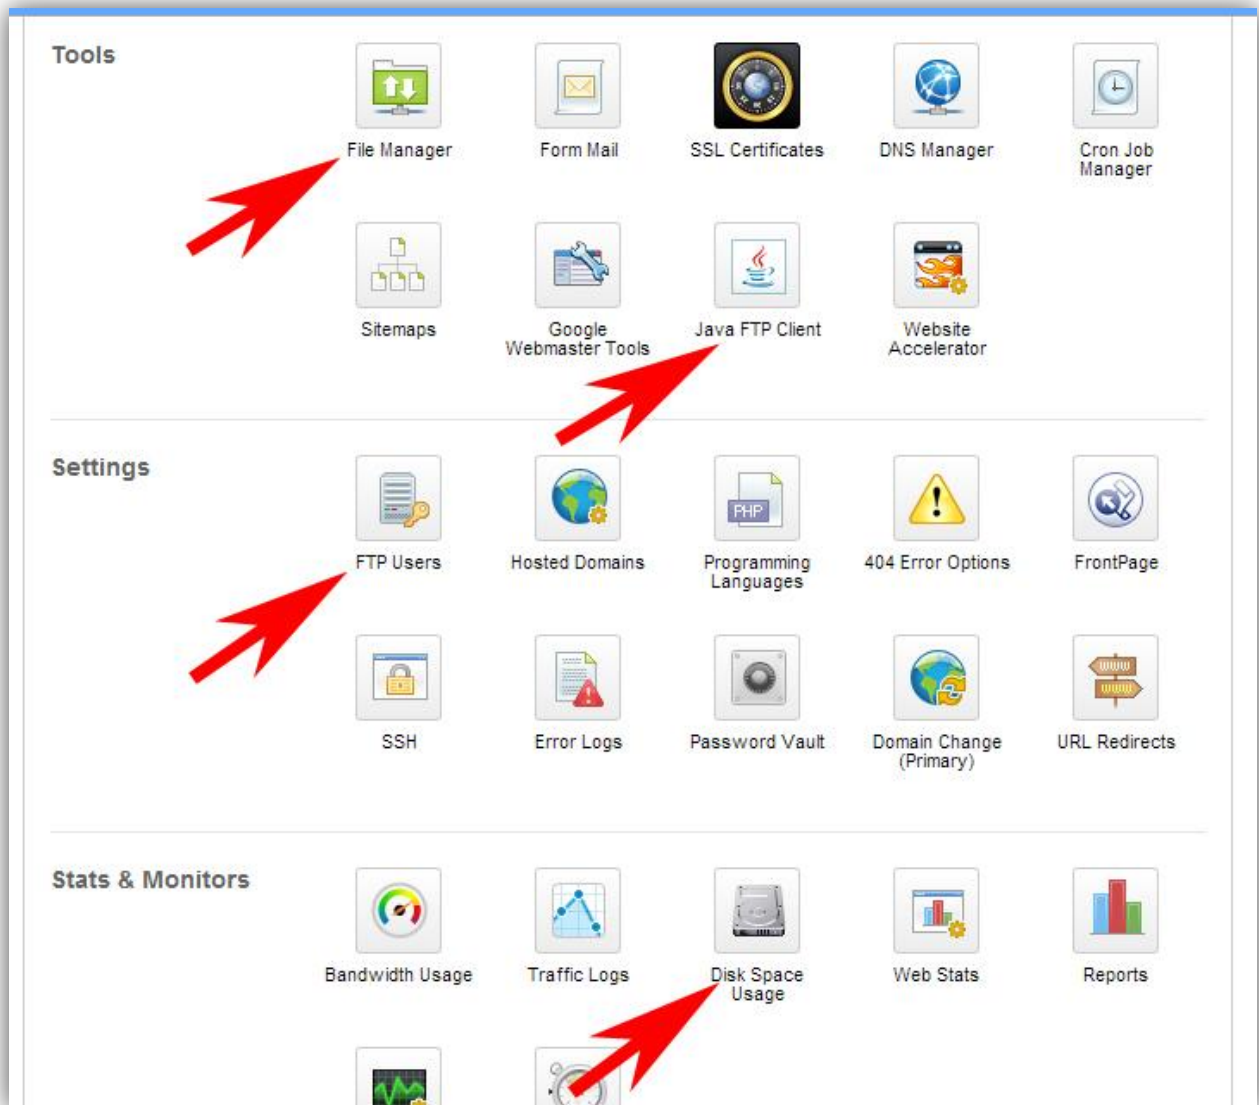 Tools
File Manager
Form Mail
SSL Certificates
DNS Manager
Cron Job
Manager
Sitemaps
Google
Webmaster Tools
Java FTP Client
Website
Accelerator
Settings
FTP Users
Hosted Domains
PHP
Programming
Languages
404 Error Options
FrontPage
SSH
Error Logs
Password Vault
Domain Change
(Primary)
www
www
URL Redirects
Stats & Monitors
Bandwidth Usage
Traffic Logs
Disk Space
Usage
Web Stats
Reports